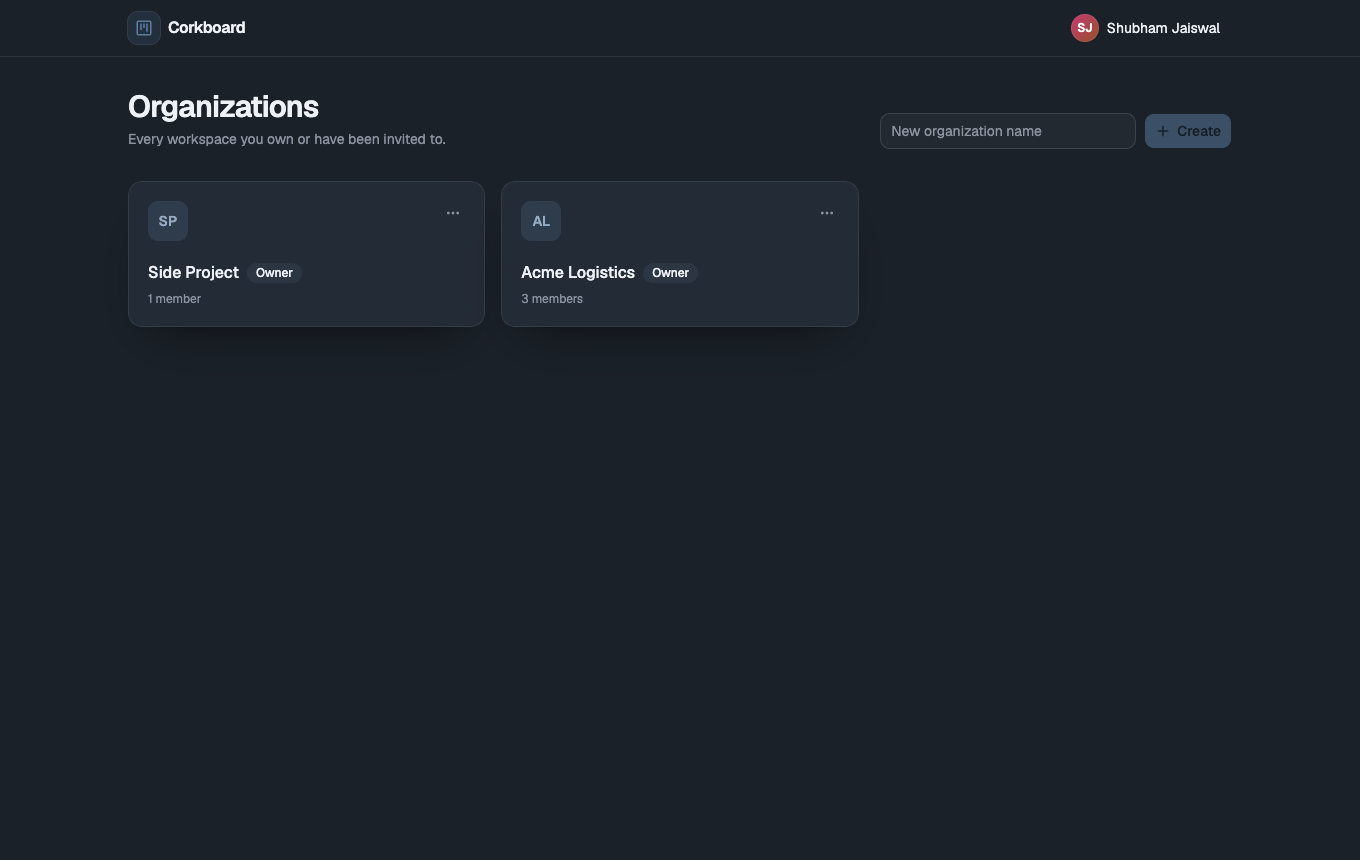 Corkboard
SJ Shubham Jaiswal
Organizations
Every workspace you own or have been invited to.
New organization name
Create
SP
Side Project Owner
1 member
AL
Acme Logistics Owner
3 members